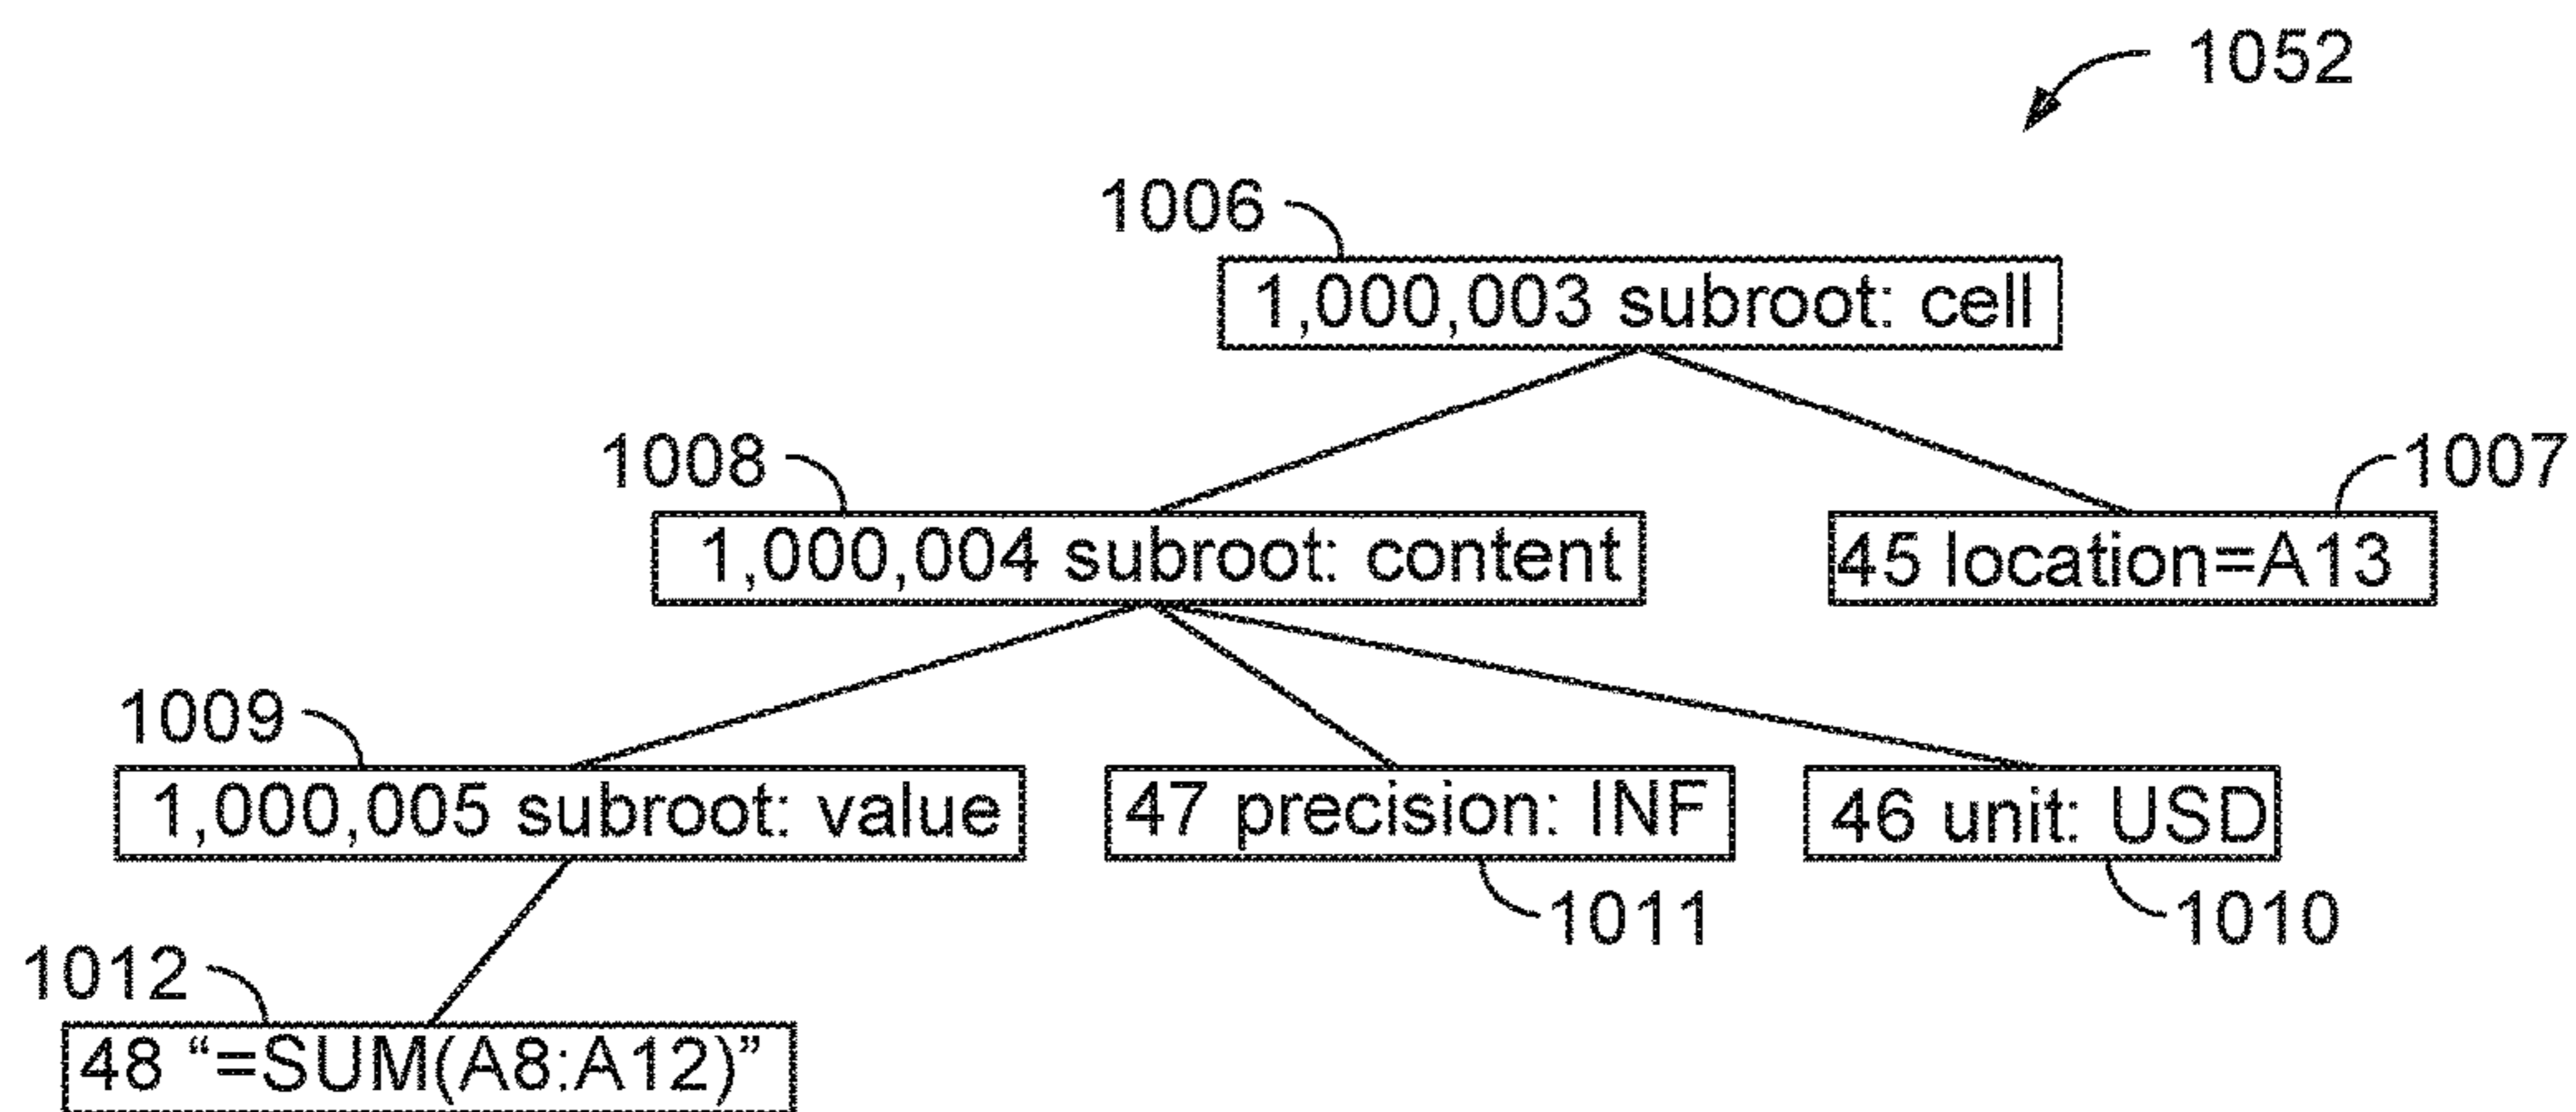 1052
1006
1,000,003 subroot: cell
1008
1007
1,000,004 subroot: content
45 location=A13
1009
1,000,005 subroot: value
47 precision: INF
46 unit: USD
1011
1010
1012
48 “=SUM(A8:A12)”